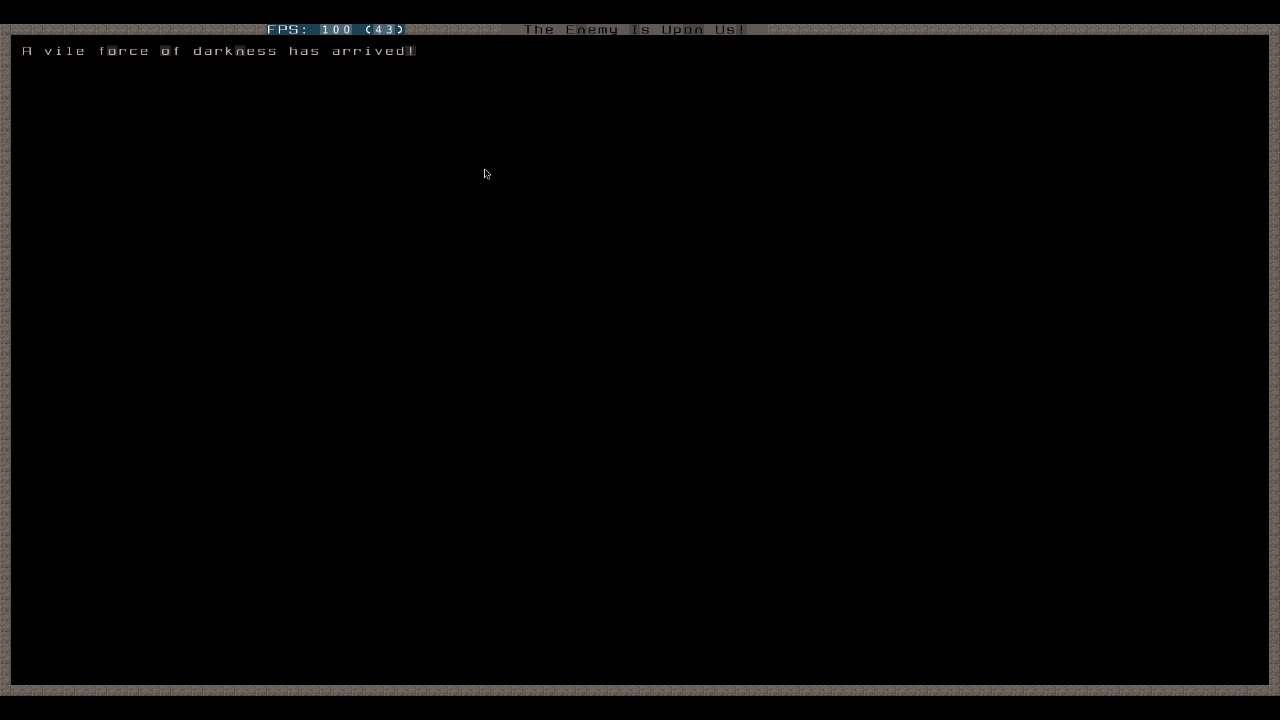 FPS: 100 (43)
The Enemy Is Upon Us!
A vile force of darkness has arrived!